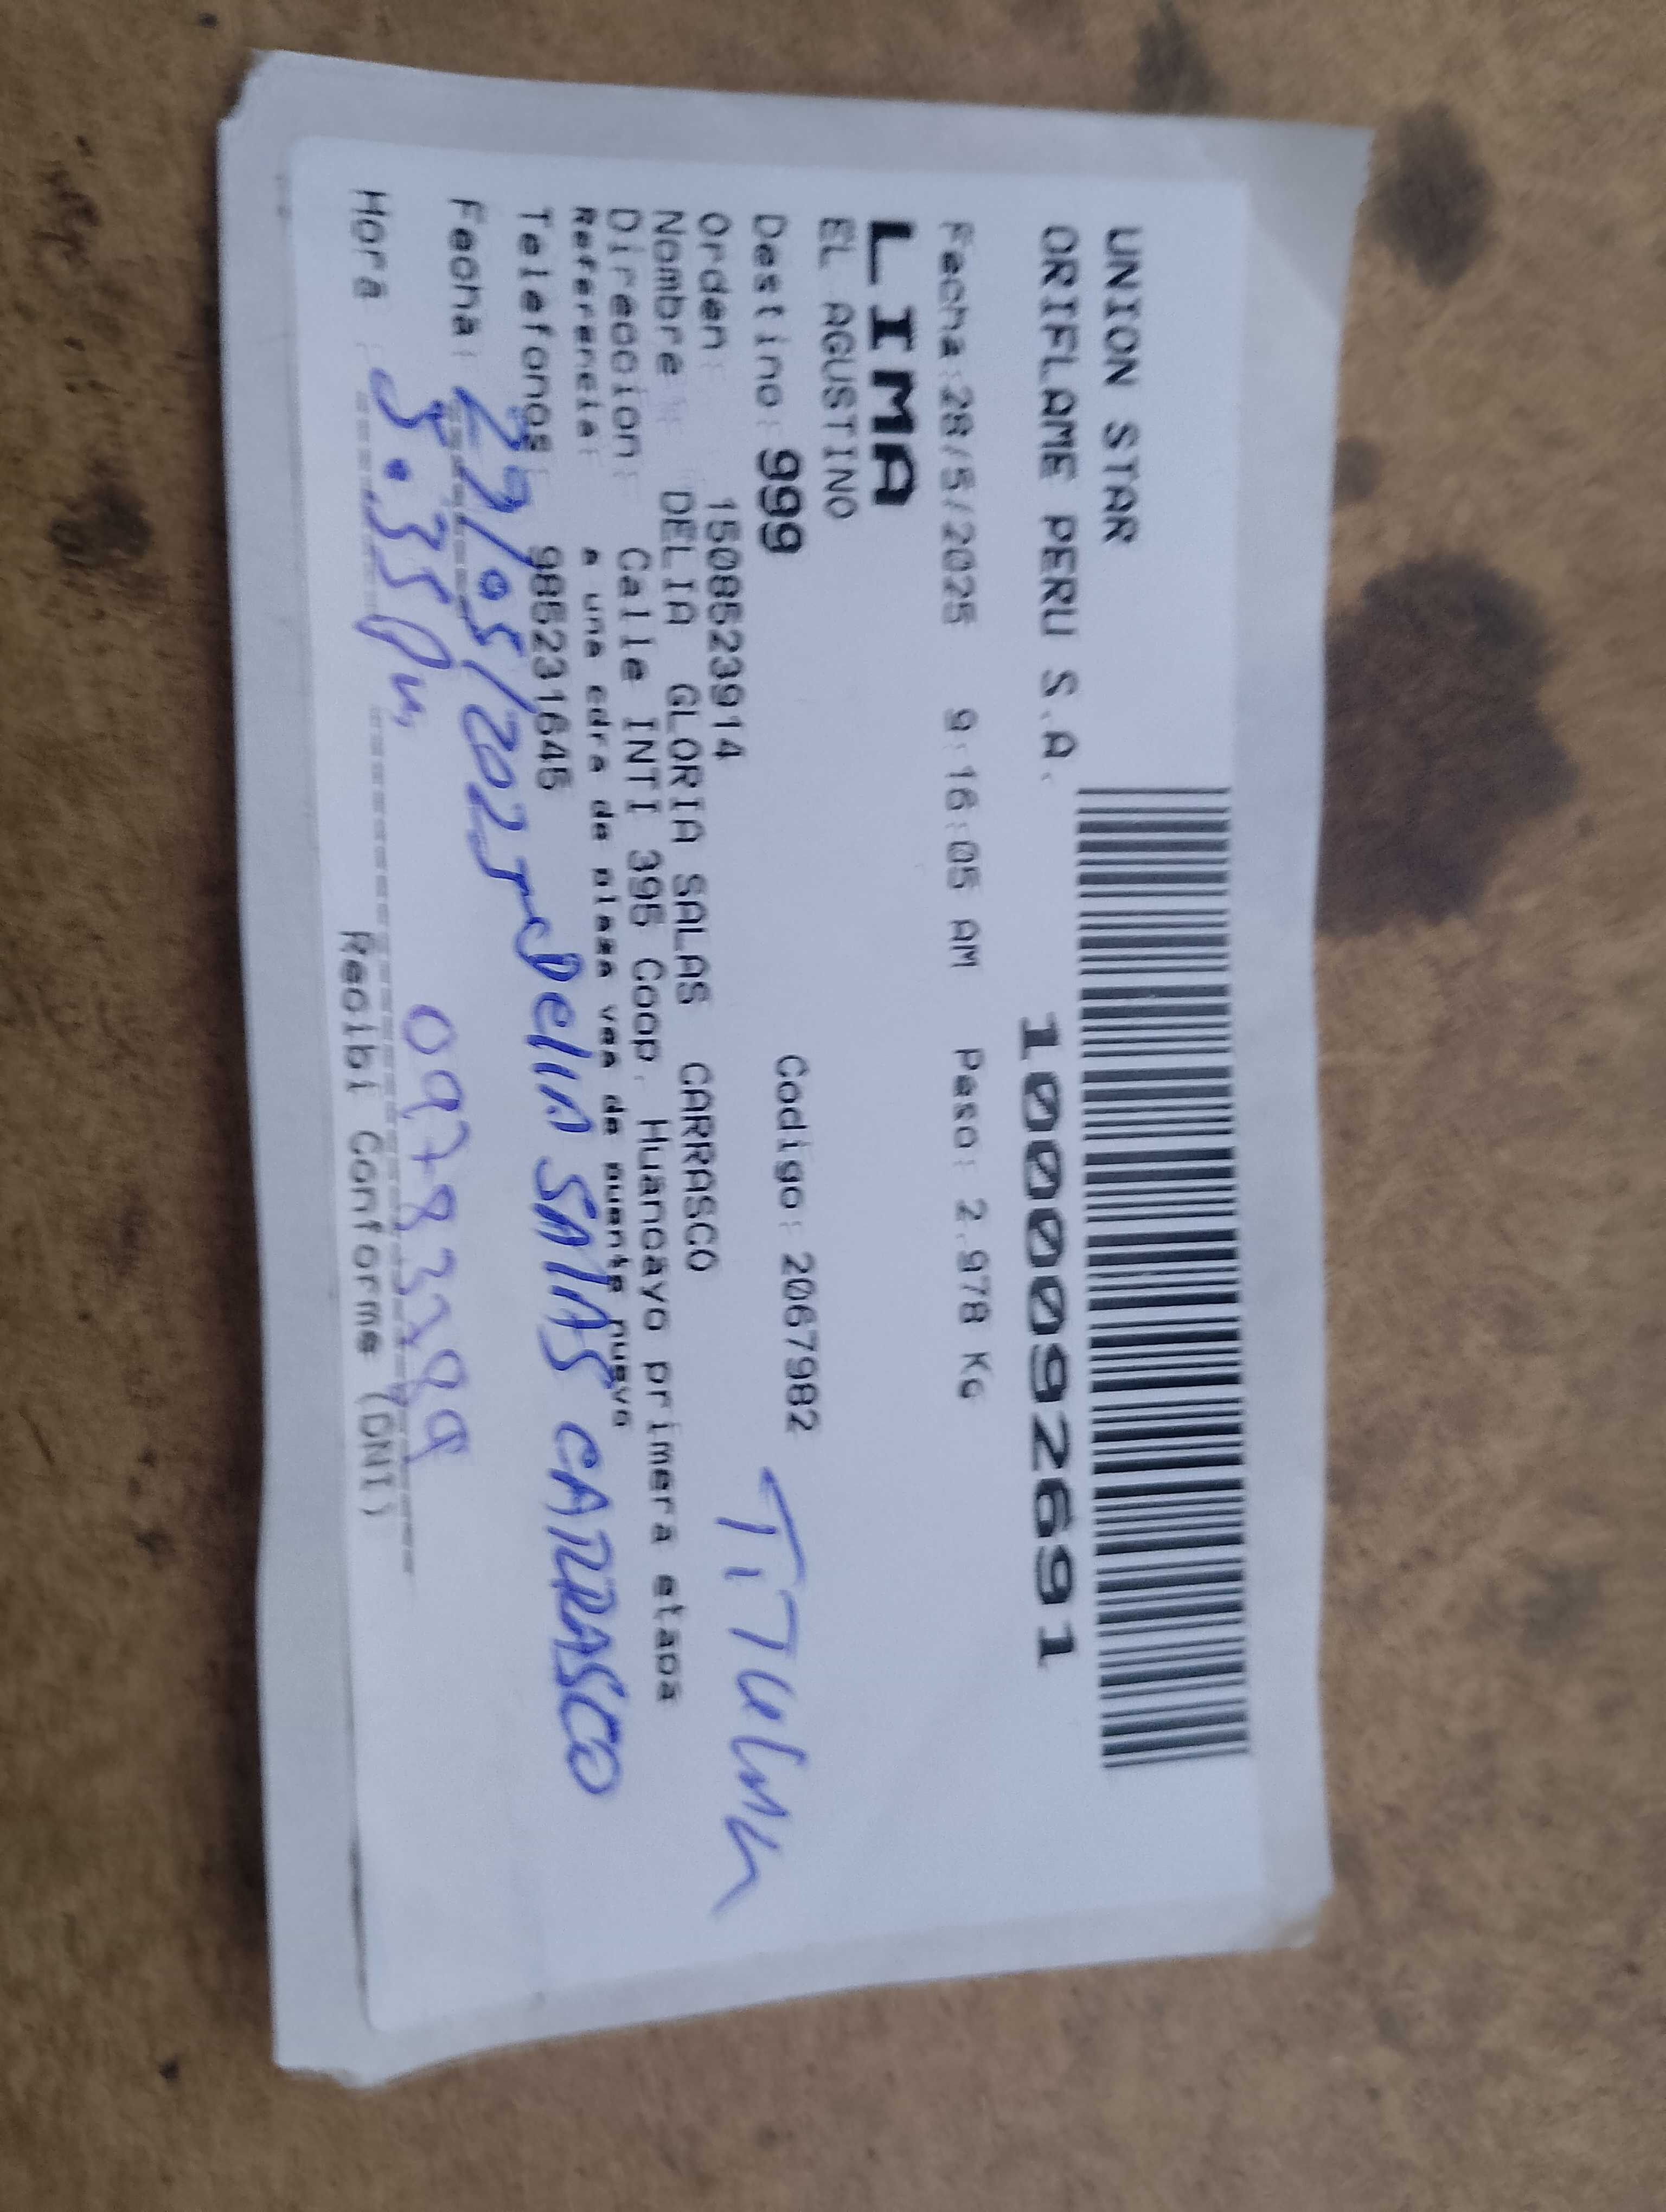 UNION STAR
ORIFLAME PERU S.A.
1000092691
Fecha:28/5/2025 9:16:05 AM Peso: 2.978 KG
LIMA
EL AGUSTINO
Destino: 999 Codigo: 2067982
TiTulan
Orden: 1508523914
Nombre : DELIA GLORIA SALAS CARRASCO
Direccion: Calle INTI 395 Coop. Huancayo primera etapa
Referencia: a una cdra de plaza vea de puente nuevo
Telefonos: 985231645
Delia SALAS CARRASCO
Fecha: 29/05/2025
Hora : 3:35 pm
Recibi Conforme (DNI)